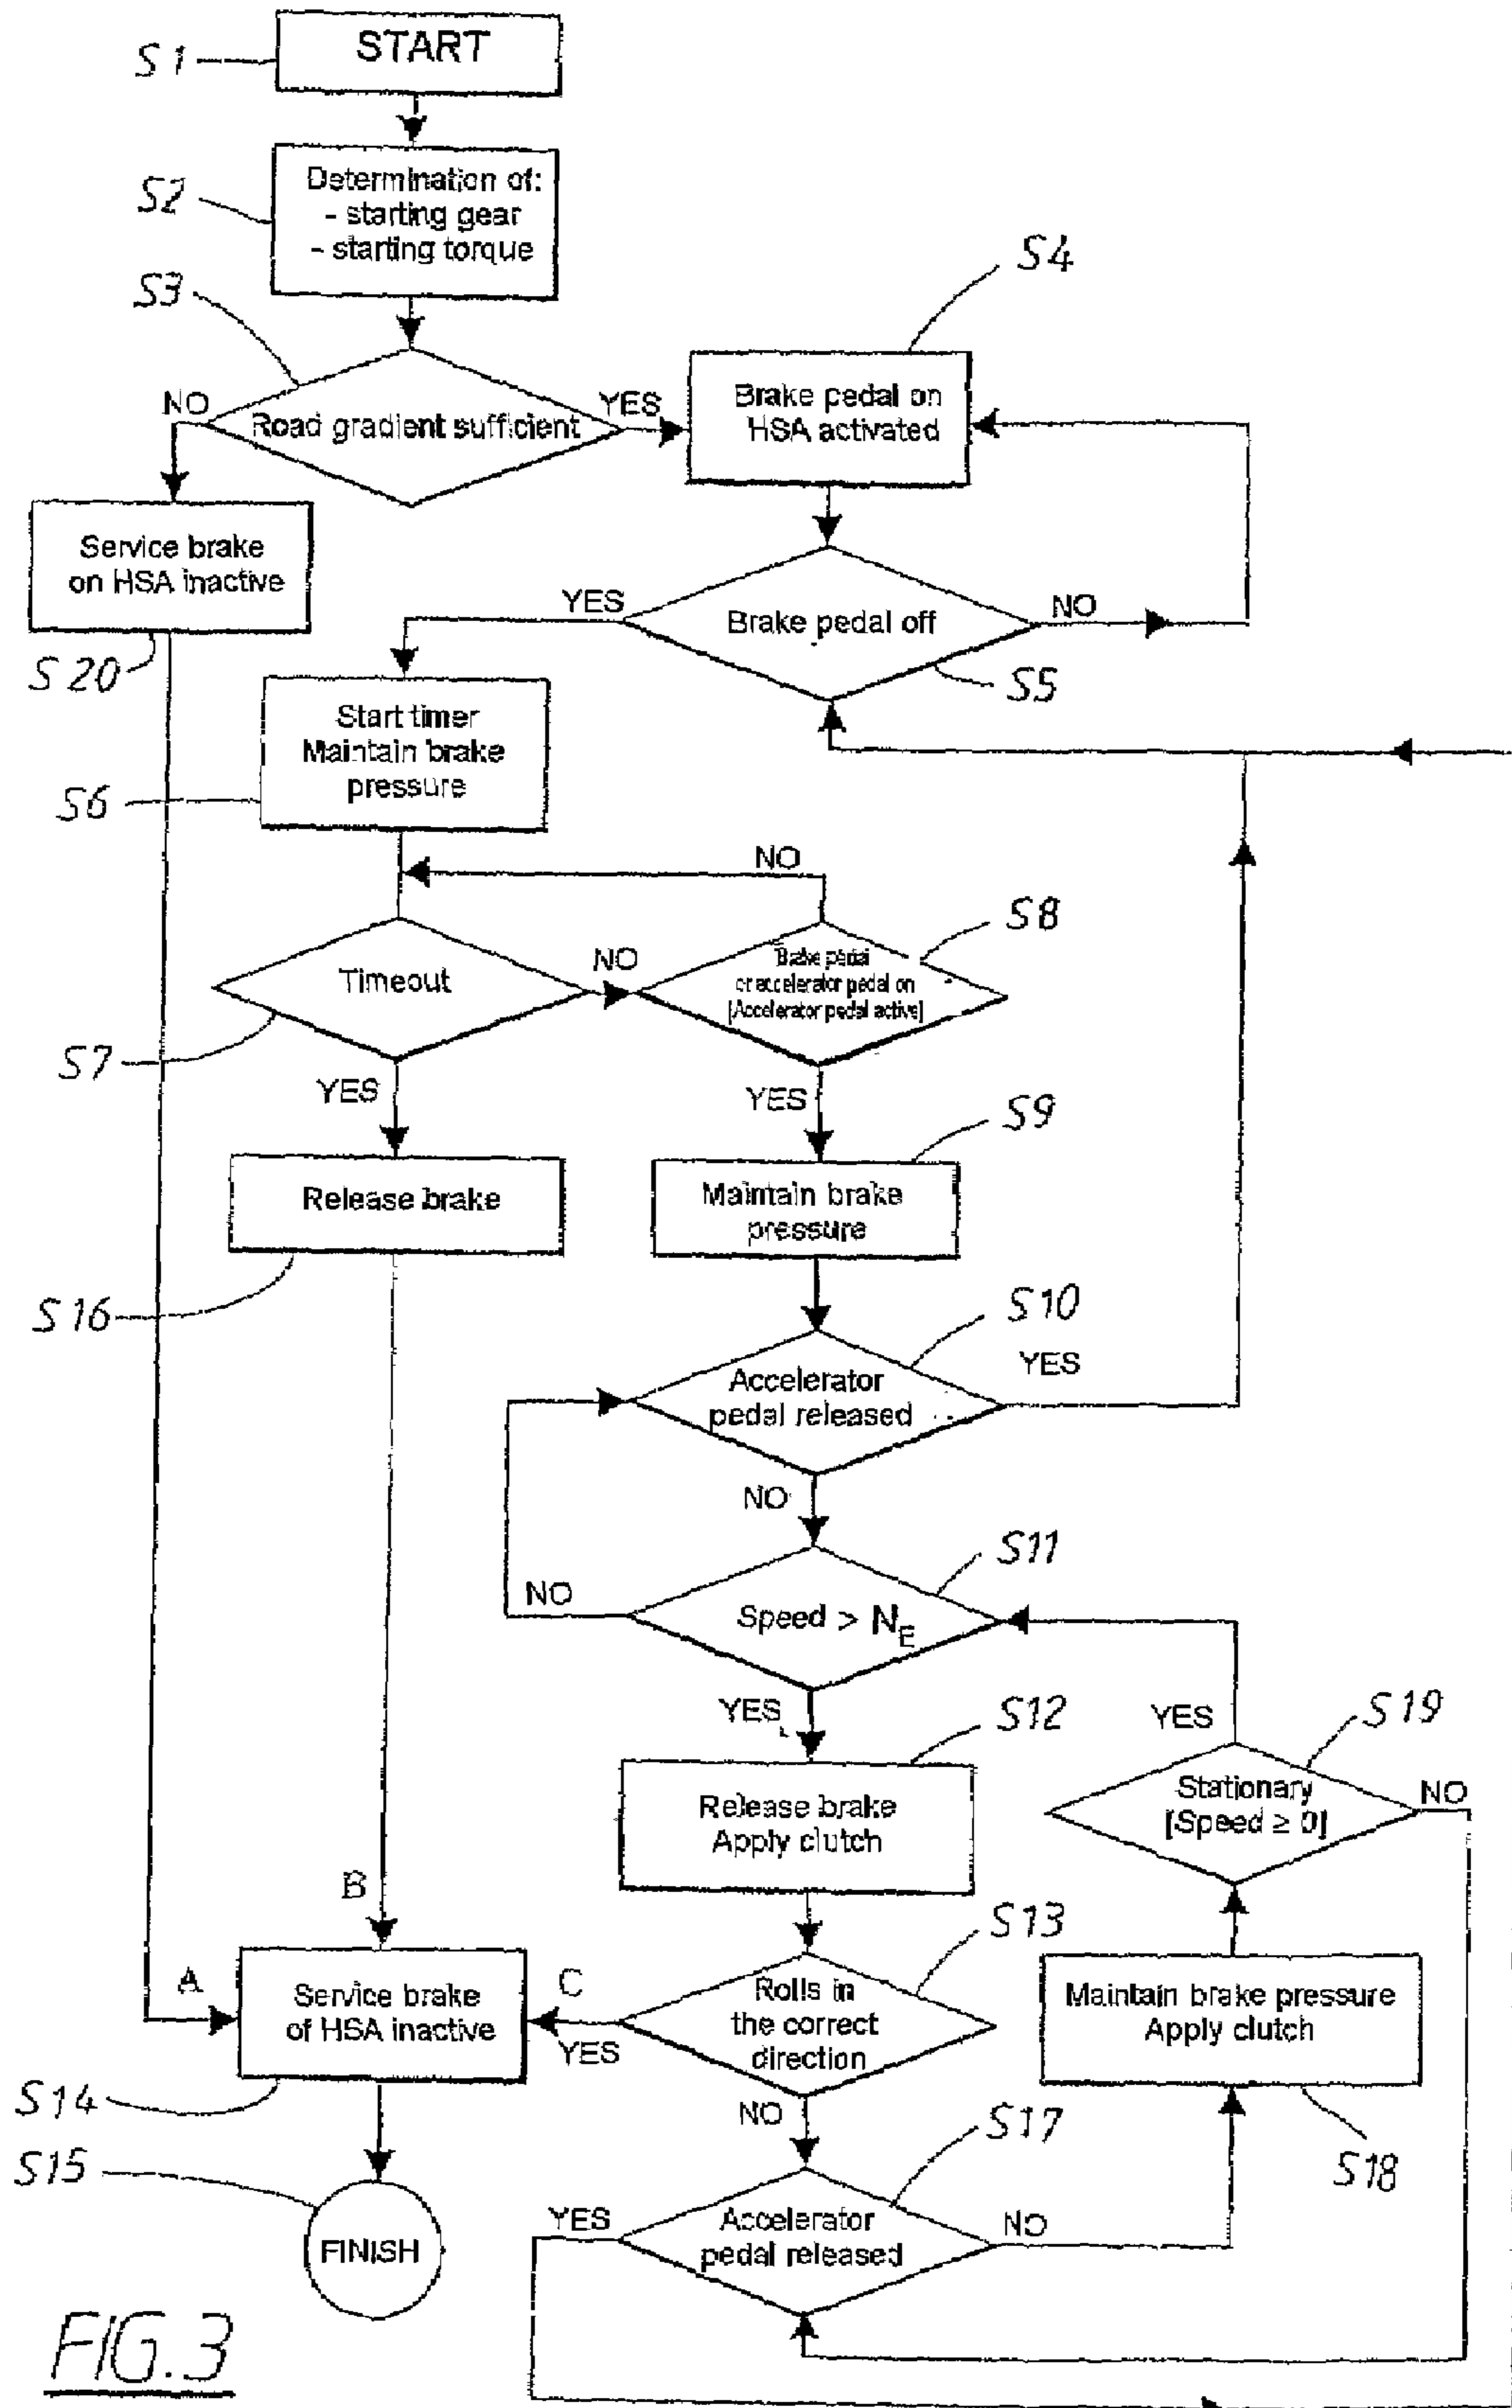 START
S1
Determination of:
- starting gear
- starting torque
S2
S3
S4
NO
Road gradient sufficient
YES
Brake pedal on
HSA activated
Service brake
on HSA inactive
S20
YES
Brake pedal off
NO
S5
Start timer
Maintain brake
pressure
S6
NO
S8
Timeout
NO
Brake pedal
or accelerator pedal on
[Accelerator pedal active]
S7
YES
YES
S9
Release brake
Maintain brake
pressure
S16
S10
Accelerator
pedal released
YES
NO
S11
NO
Speed > NE
YES
S12
YES
S19
Release brake
Apply clutch
Stationary
[Speed ≥ 0]
NO
B
S13
A
Service brake
of HSA inactive
C
YES
Rolls in
the correct
direction
Maintain brake pressure
Apply clutch
S14
NO
S17
S18
S15
FINISH
YES
Accelerator
pedal released
NO
FIG.3